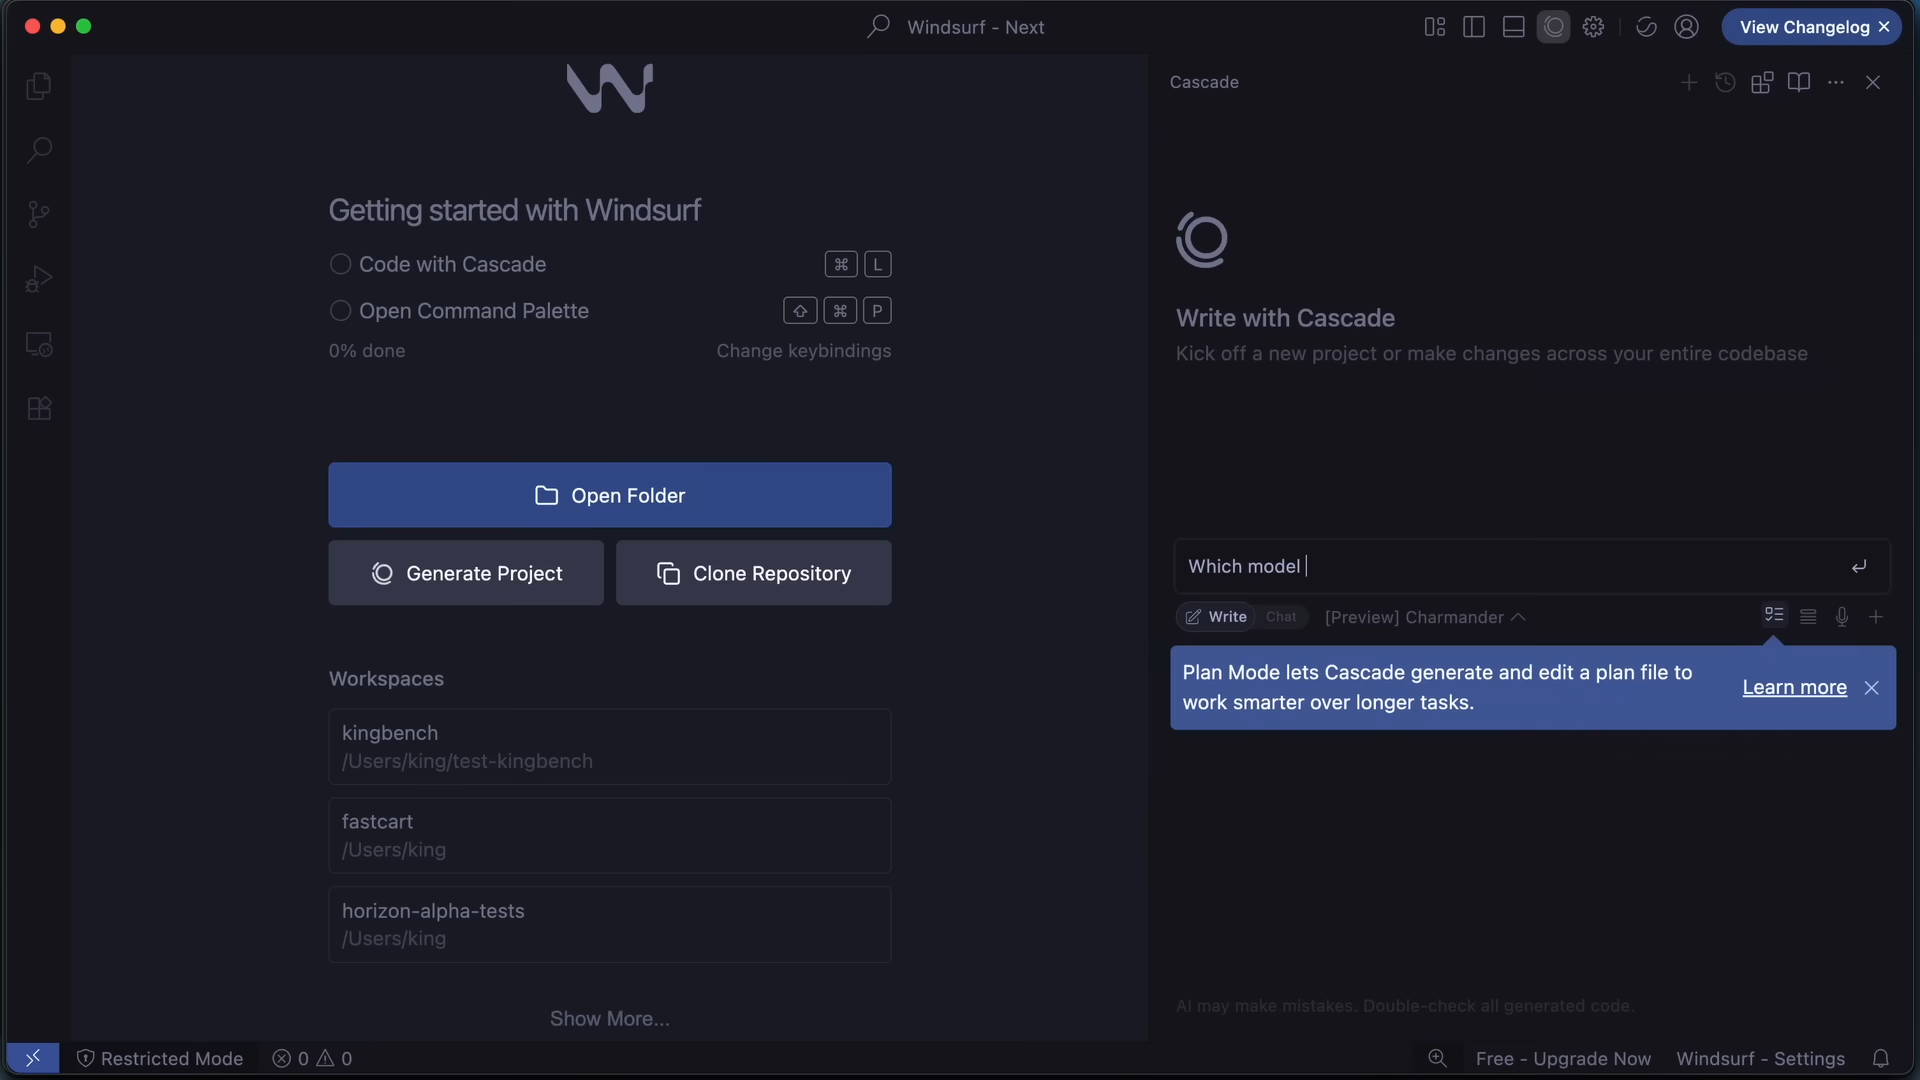 Windsurf - Next
View Changelog
Getting started with Windsurf
Code with Cascade
⌘ L
Open Command Palette
⇧ ⌘ P
0% done
Change keybindings
Open Folder
Generate Project
Clone Repository
Workspaces
kingbench
/Users/king/test-kingbench
fastcart
/Users/king
horizon-alpha-tests
/Users/king
Show More...
Cascade
Write with Cascade
Kick off a new project or make changes across your entire codebase
Which model
Write
Chat
[Preview] Charmander
Plan Mode lets Cascade generate and edit a plan file to
work smarter over longer tasks.
Learn more
AI may make mistakes. Double-check all generated code.
Restricted Mode
0
0
Free - Upgrade Now
Windsurf - Settings